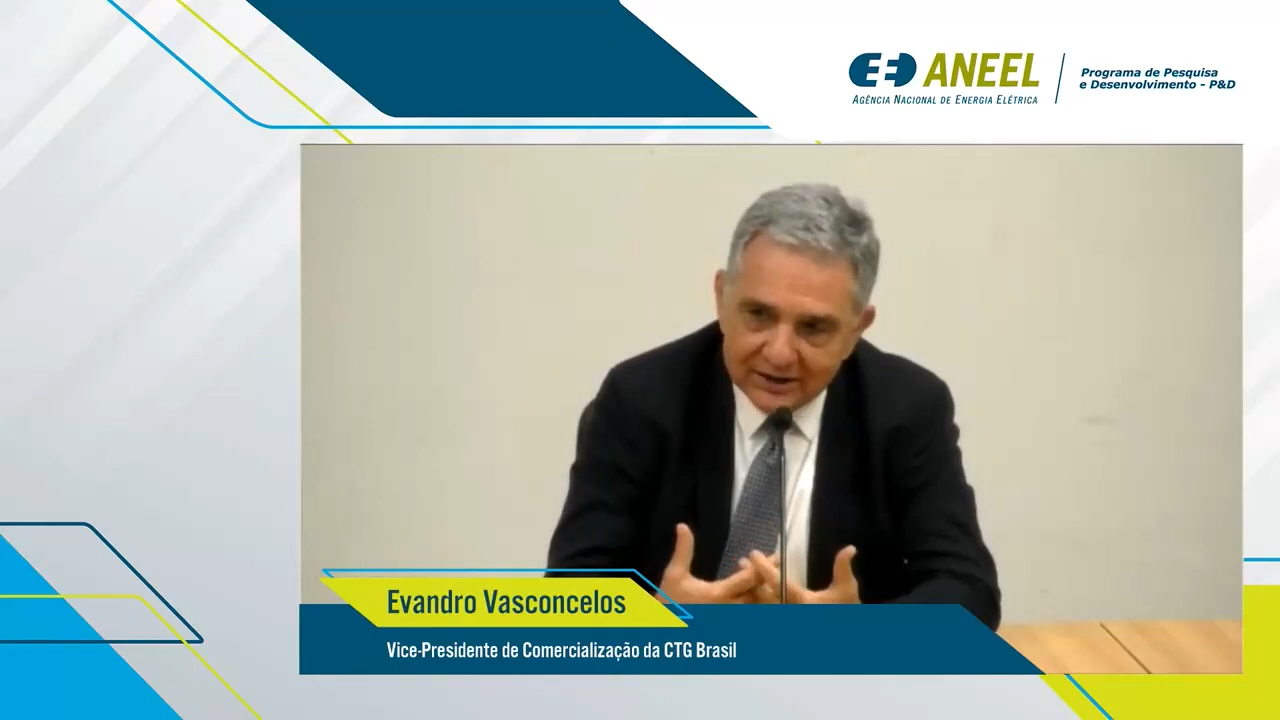 ANEEL
AGÊNCIA NACIONAL DE ENERGIA ELÉTRICA
Programa de Pesquisa
e Desenvolvimento - P&D
Evandro Vasconcelos
Vice-Presidente de Comercialização da CTG Brasil